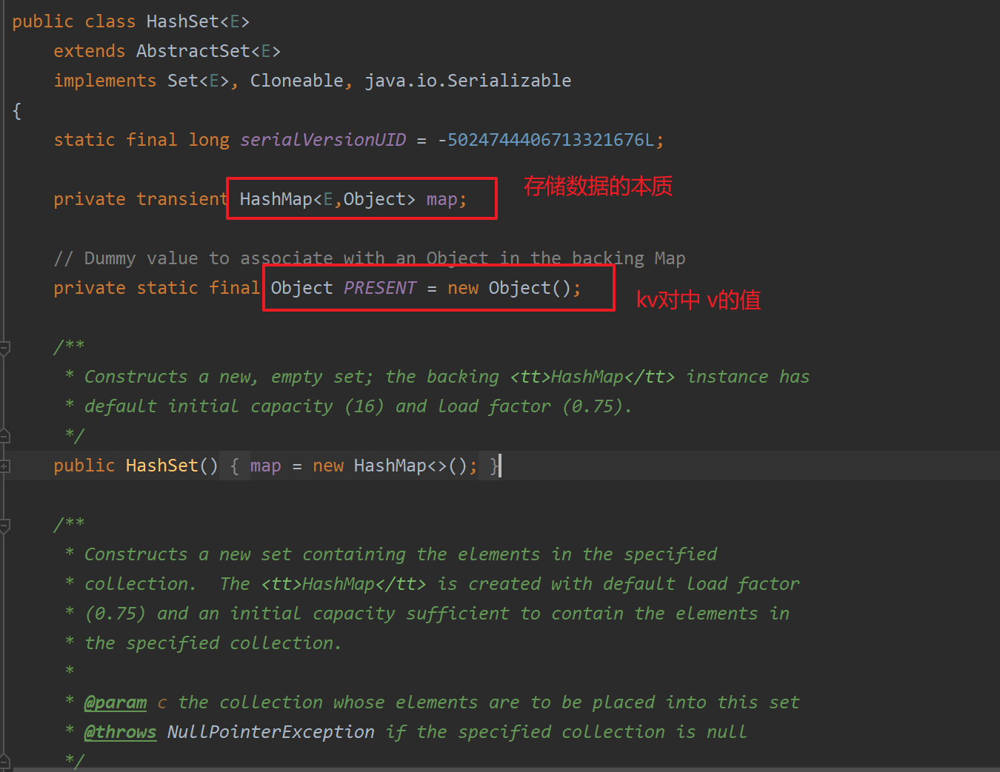 public class HashSet<E>
    extends AbstractSet<E>
    implements Set<E>, Cloneable, java.io.Serializable
{
    static final long serialVersionUID = -5024744406713321676L;
    private transient HashMap<E,Object> map;
存储数据的本质
    // Dummy value to associate with an Object in the backing Map
    private static final Object PRESENT = new Object();
kv对中 v的值
    /**
     * Constructs a new, empty set; the backing <tt>HashMap</tt> instance has
     * default initial capacity (16) and load factor (0.75).
     */
    public HashSet() { map = new HashMap<>(); }
    /**
     * Constructs a new set containing the elements in the specified
     * collection.  The <tt>HashMap</tt> is created with default load factor
     * (0.75) and an initial capacity sufficient to contain the elements in
     * the specified collection.
     *
     * @param c the collection whose elements are to be placed into this set
     * @throws NullPointerException if the specified collection is null
     */